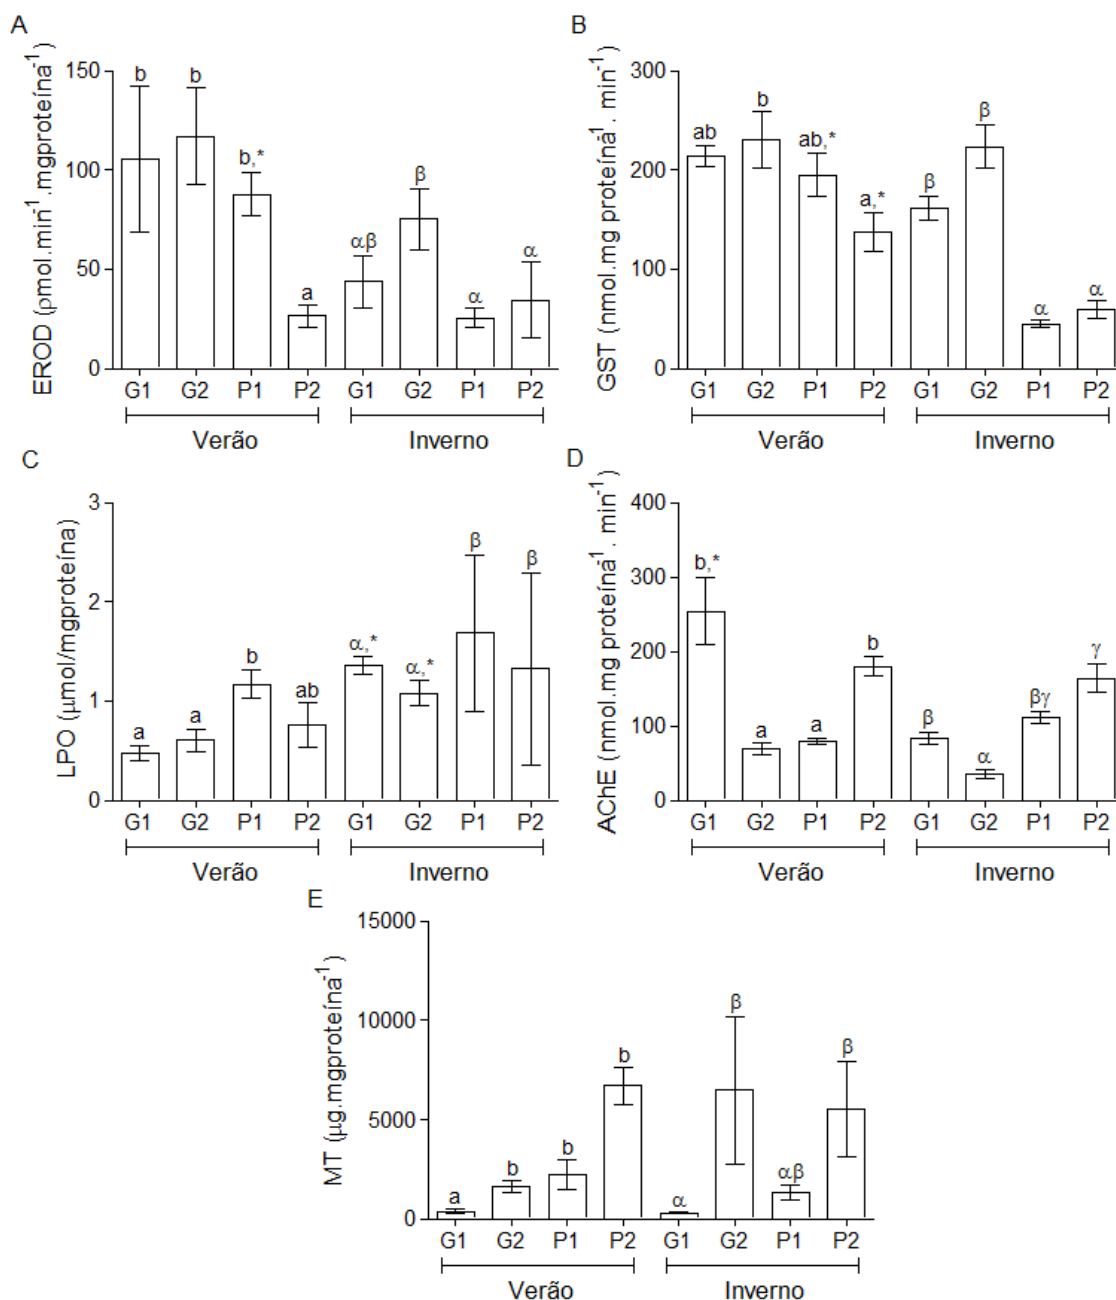 A
EROD (ρmol.min⁻¹.mgproteína⁻¹)
150
100
50
0
b
b
b,*
a
αβ
β
α
α
G1 G2 P1 P2 G1 G2 P1 P2
Verão Inverno
B
GST (nmol.mg proteína⁻¹. min⁻¹)
300
200
100
0
ab
b
ab,*
a,*
β
β
α
α
G1 G2 P1 P2 G1 G2 P1 P2
Verão Inverno
C
LPO (μmol/mgproteína)
3
2
1
0
a
a
b
ab
α,*
α,*
β
β
G1 G2 P1 P2 G1 G2 P1 P2
Verão Inverno
D
AChE (nmol.mg proteína⁻¹. min⁻¹)
400
300
200
100
0
b,*
a
a
b
β
α
βγ
γ
G1 G2 P1 P2 G1 G2 P1 P2
Verão Inverno
E
MT (μg.mgproteína⁻¹)
15000
10000
5000
0
a
b
b
b
α
β
αβ
β
G1 G2 P1 P2 G1 G2 P1 P2
Verão Inverno